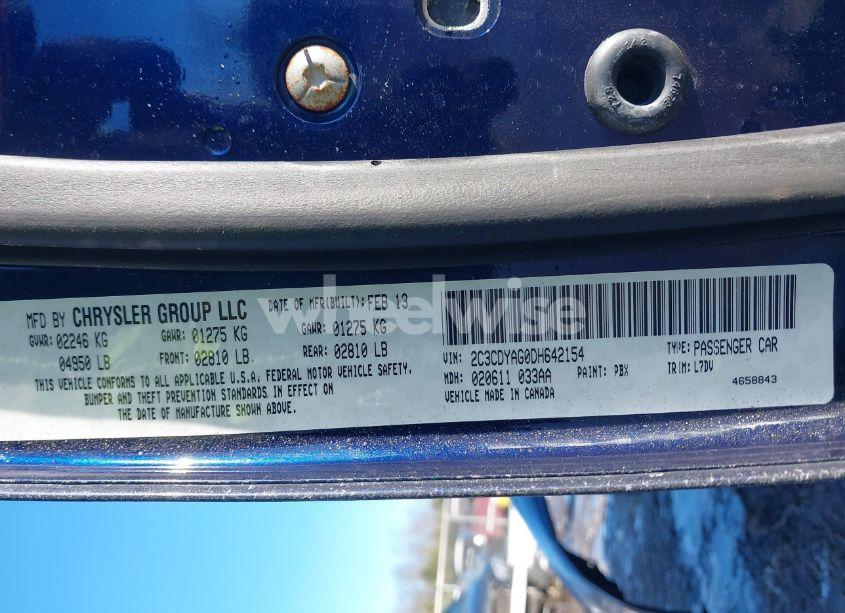 MFD BY CHRYSLER GROUP LLC DATE OF MFR(BUILT): FEB 13
GVWR: 02246 KG GAWR: 01275 KG GAWR: 01275 KG
04950 LB FRONT: 02810 LB REAR: 02810 LB
THIS VEHICLE CONFORMS TO ALL APPLICABLE U.S.A. FEDERAL MOTOR VEHICLE SAFETY,
BUMPER AND THEFT PREVENTION STANDARDS IN EFFECT ON
THE DATE OF MANUFACTURE SHOWN ABOVE.
VIN: 2C3CDYAG0DH642154 TYPE: PASSENGER CAR
MDH: 020611 033AA PAINT: PBX TRIM: L7DV
VEHICLE MADE IN CANADA 4658843
wheelwise